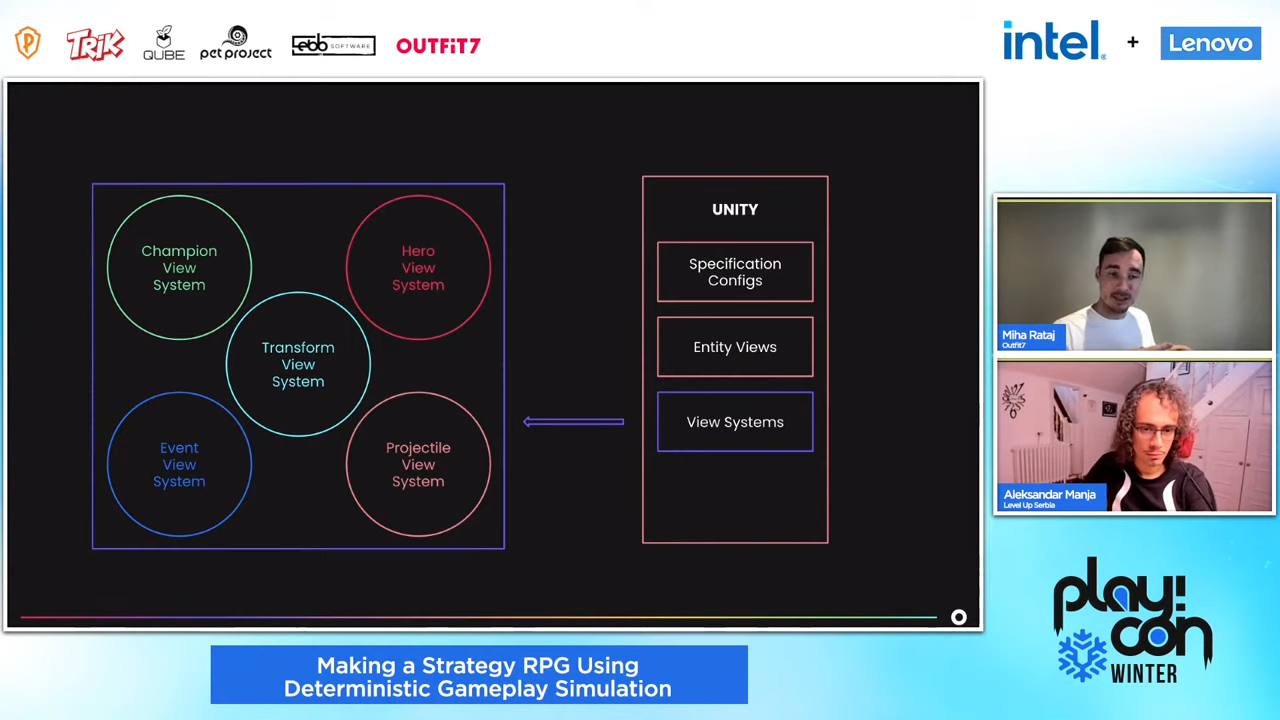 TRIK
QUBE
pet project
ebb SOFTWARE
OUTFiT7
intel + Lenovo
Champion
View
System
Hero
View
System
Transform
View
System
Event
View
System
Projectile
View
System
UNITY
Specification
Configs
Entity Views
View Systems
Miha Rataj
Outfit7
Aleksandar Manja
Level Up Serbia
play!
con
WINTER
Making a Strategy RPG Using
Deterministic Gameplay Simulation